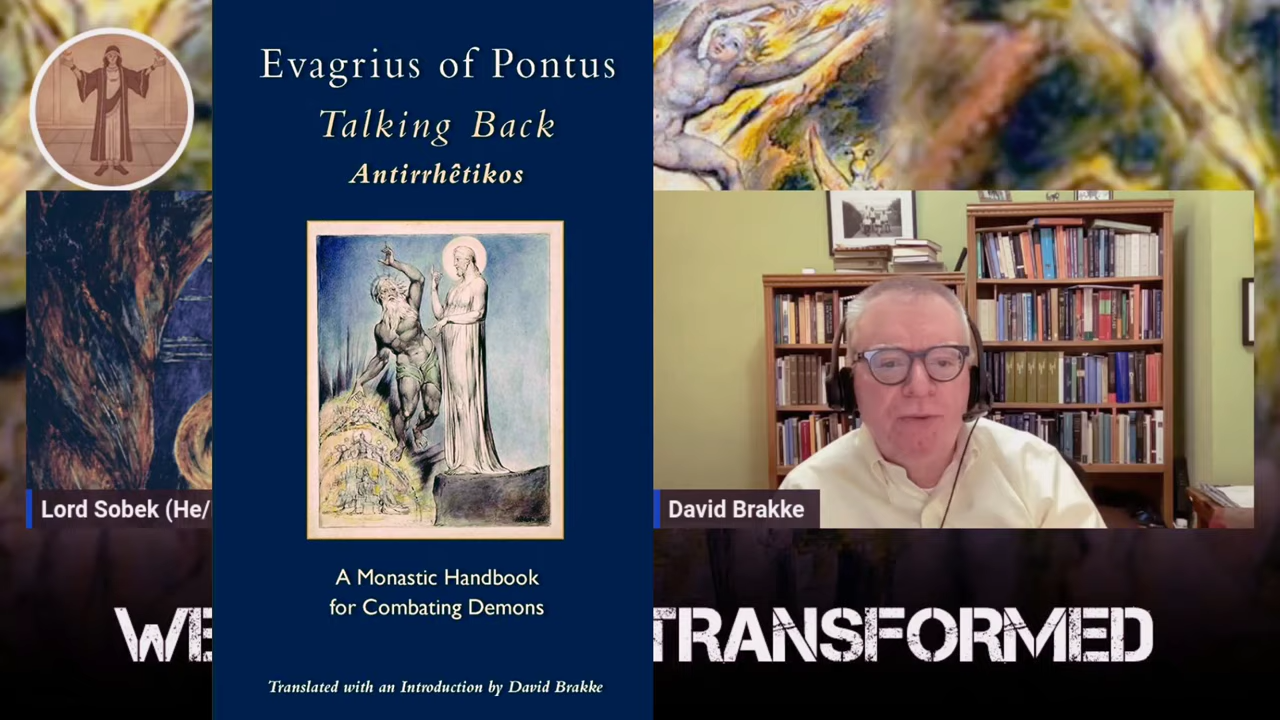 Evagrius of Pontus
Talking Back
Antirrhêtikos
A Monastic Handbook
for Combating Demons
Translated with an Introduction by David Brakke
Lord Sobek (He/
David Brakke
WE TRANSFORMED